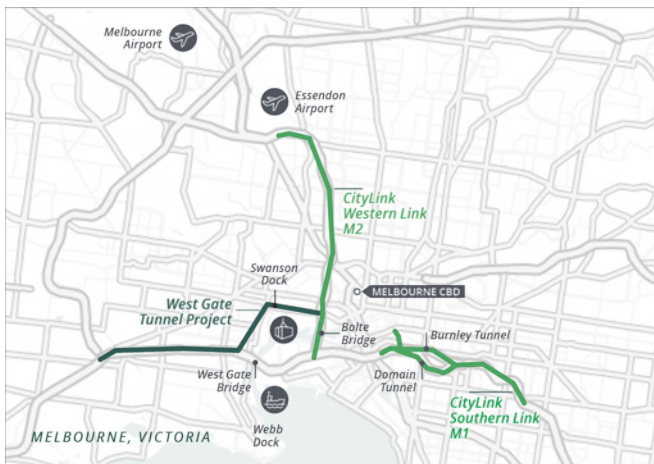 Melbourne
Airport
Essendon
Airport
CityLink
Western Link
M2
Swanson
Dock
MELBOURNE CBD
West Gate
Tunnel Project
Bolte
Bridge
Burnley Tunnel
West Gate
Bridge
Domain
Tunnel
CityLink
Southern Link
M1
Webb
Dock
MELBOURNE, VICTORIA